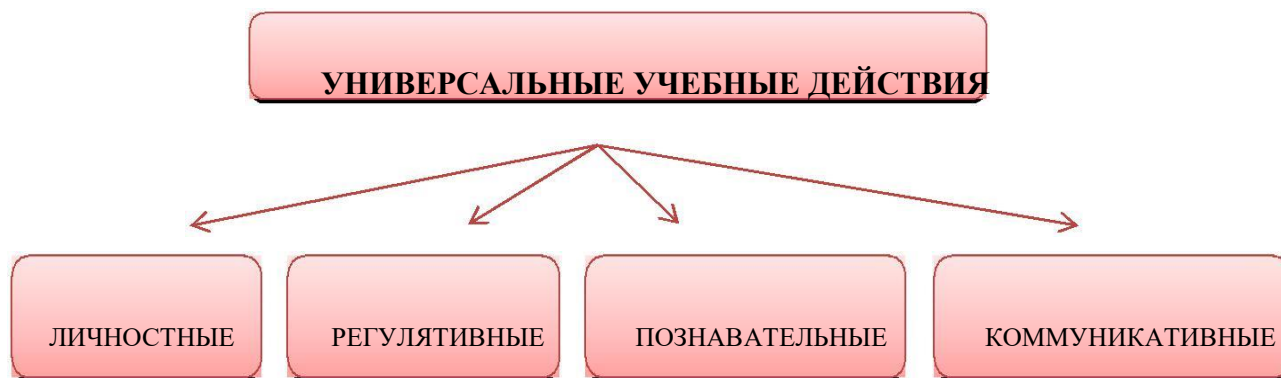 УНИВЕРСАЛЬНЫЕ УЧЕБНЫЕ ДЕЙСТВИЯ
ЛИЧНОСТНЫЕ
РЕГУЛЯТИВНЫЕ
ПОЗНАВАТЕЛЬНЫЕ
КОММУНИКАТИВНЫЕ